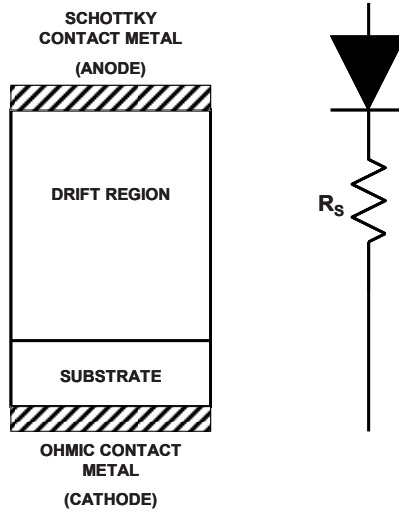 SCHOTTKY
CONTACT METAL
(ANODE)
DRIFT REGION
R_S
SUBSTRATE
OHMIC CONTACT
METAL
(CATHODE)